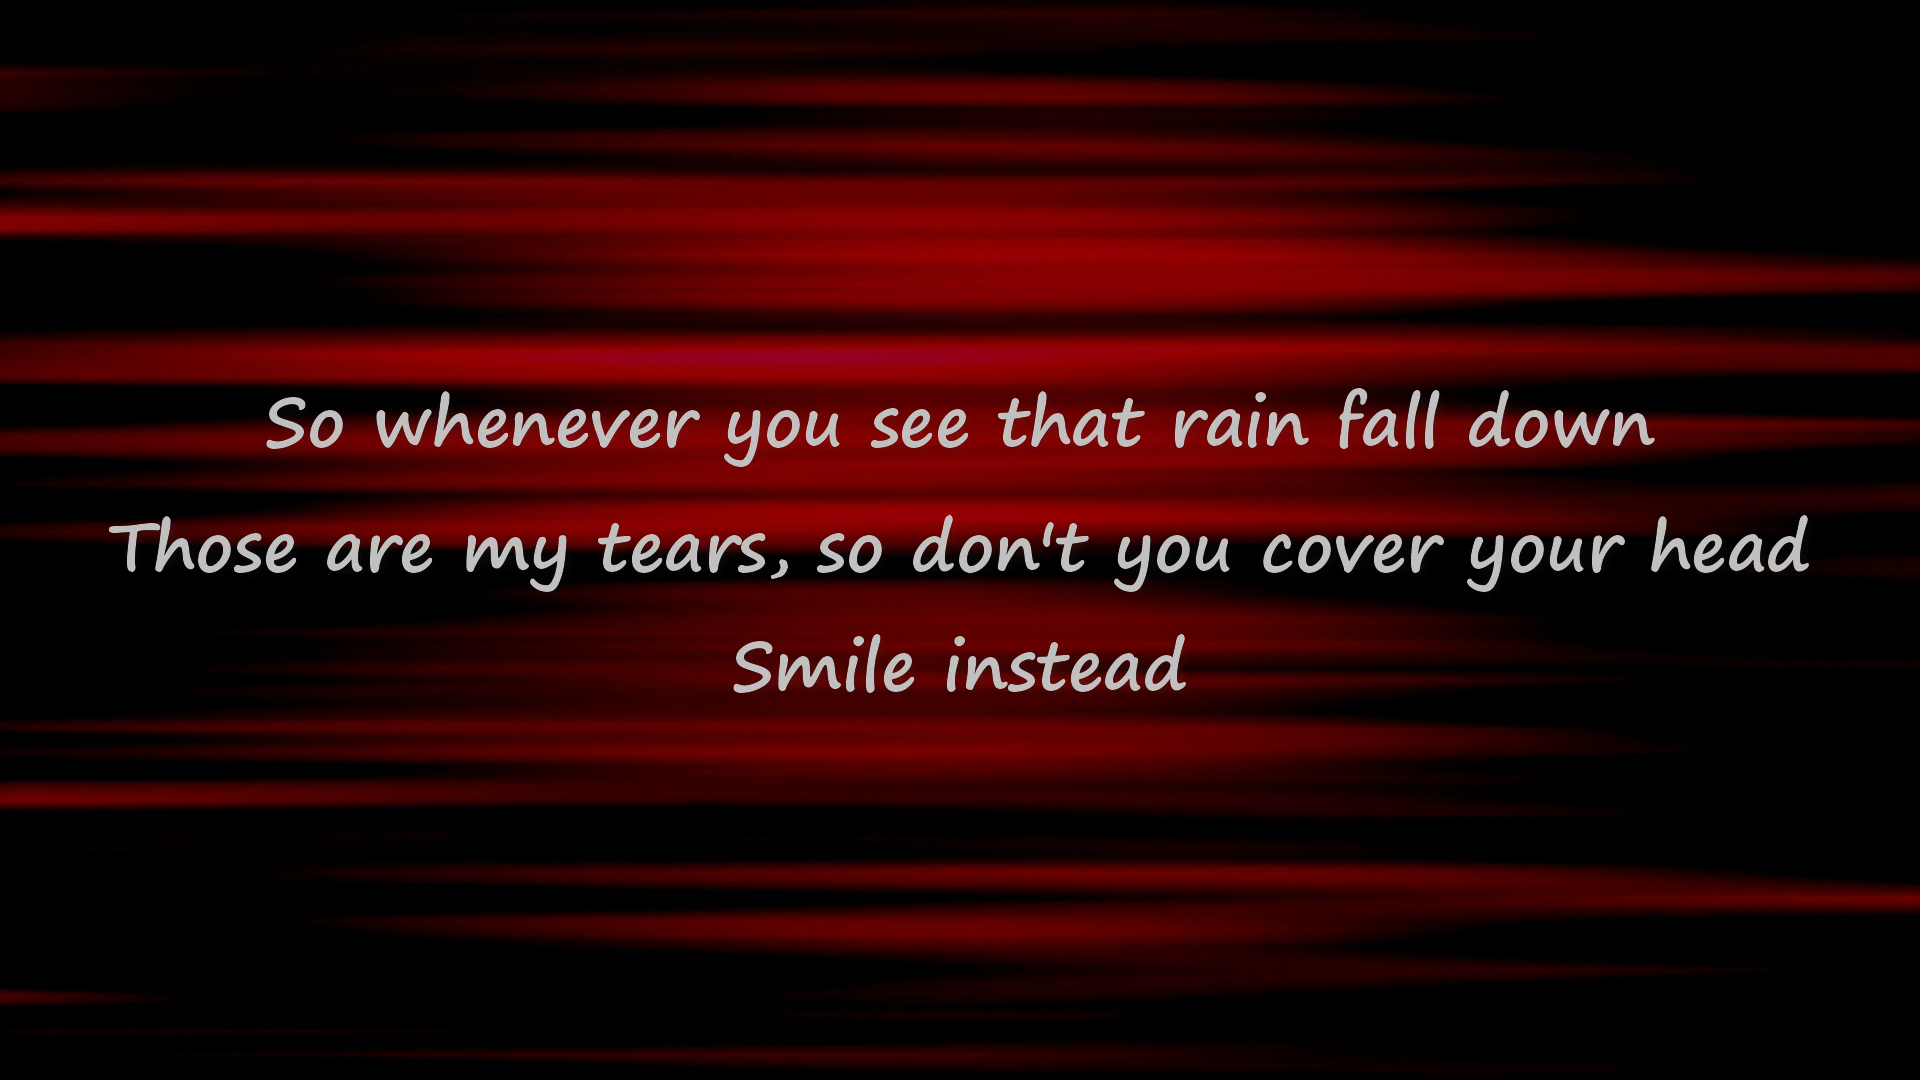 So whenever you see that rain fall down
Those are my tears, so don't you cover your head
Smile instead